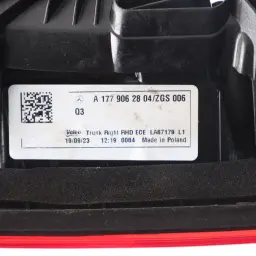 A 177 906 28 04/ZGS 006
03
Valeo Trunk Right RHD ECE LA67179 L1
19/09/23 12:19 0084 Made in Poland